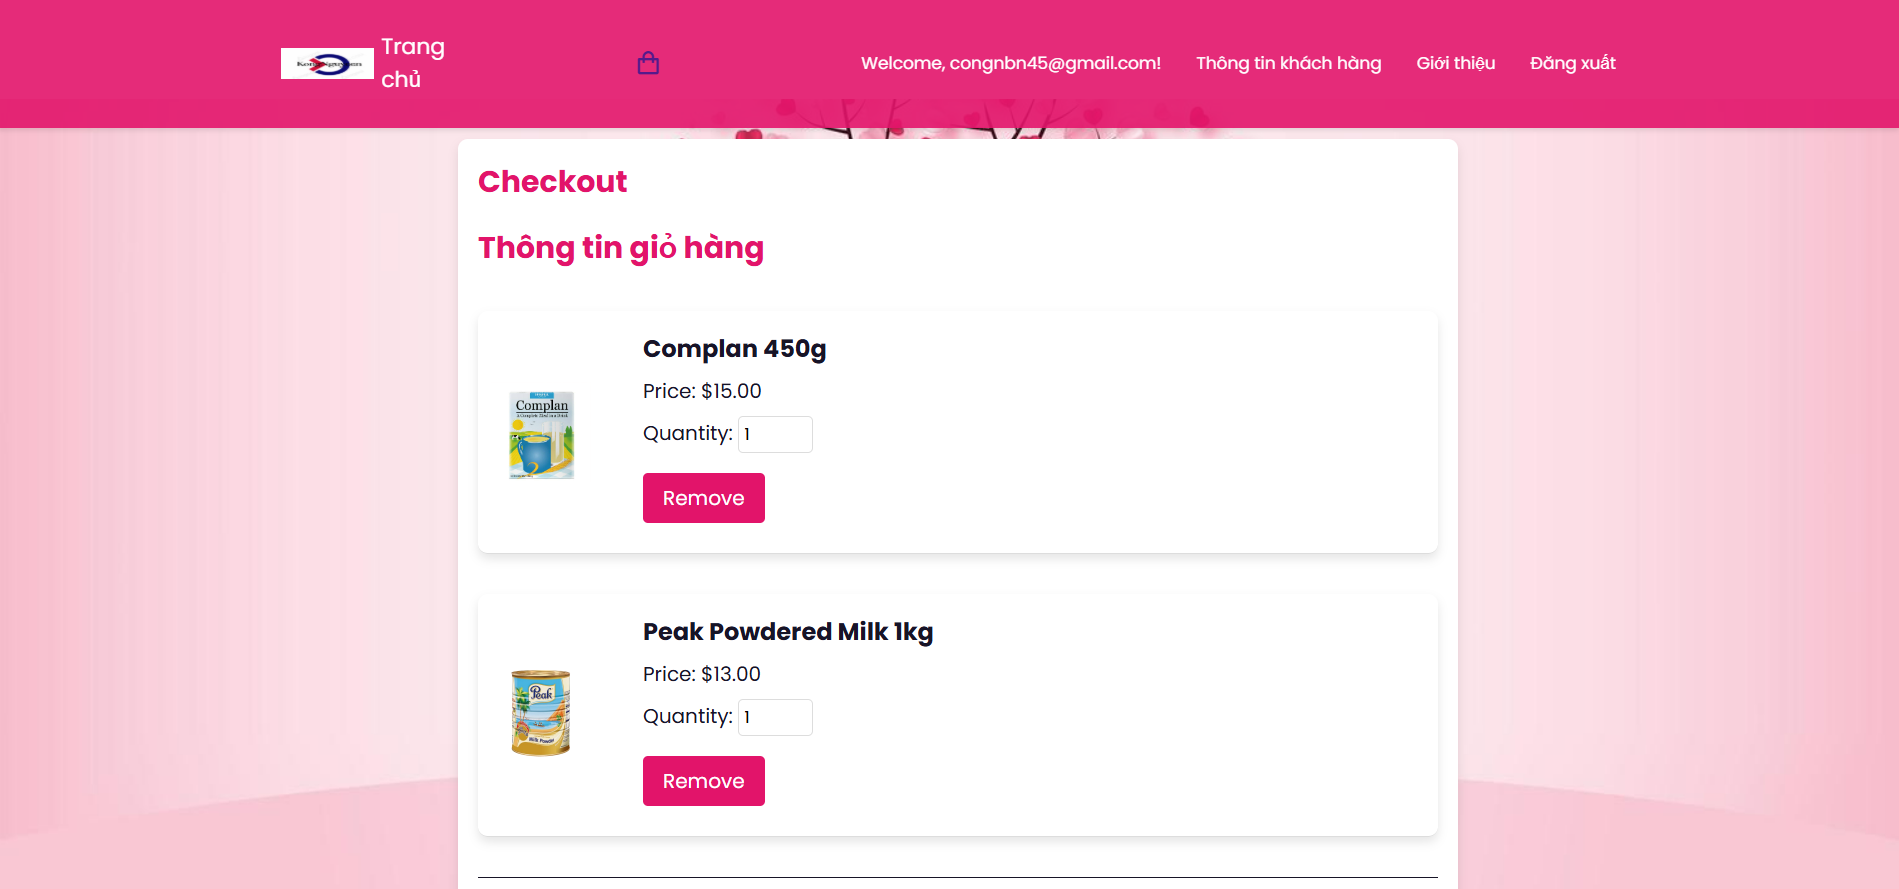 Trang
chủ
Welcome, congnbn45@gmail.com!
Thông tin khách hàng
Giới thiệu
Đăng xuất
Checkout
Thông tin giỏ hàng
Complan 450g
Price: $15.00
Quantity: 1
Remove
Complan
Peak Powdered Milk 1kg
Price: $13.00
Quantity: 1
Remove
Peak
Milk Powder